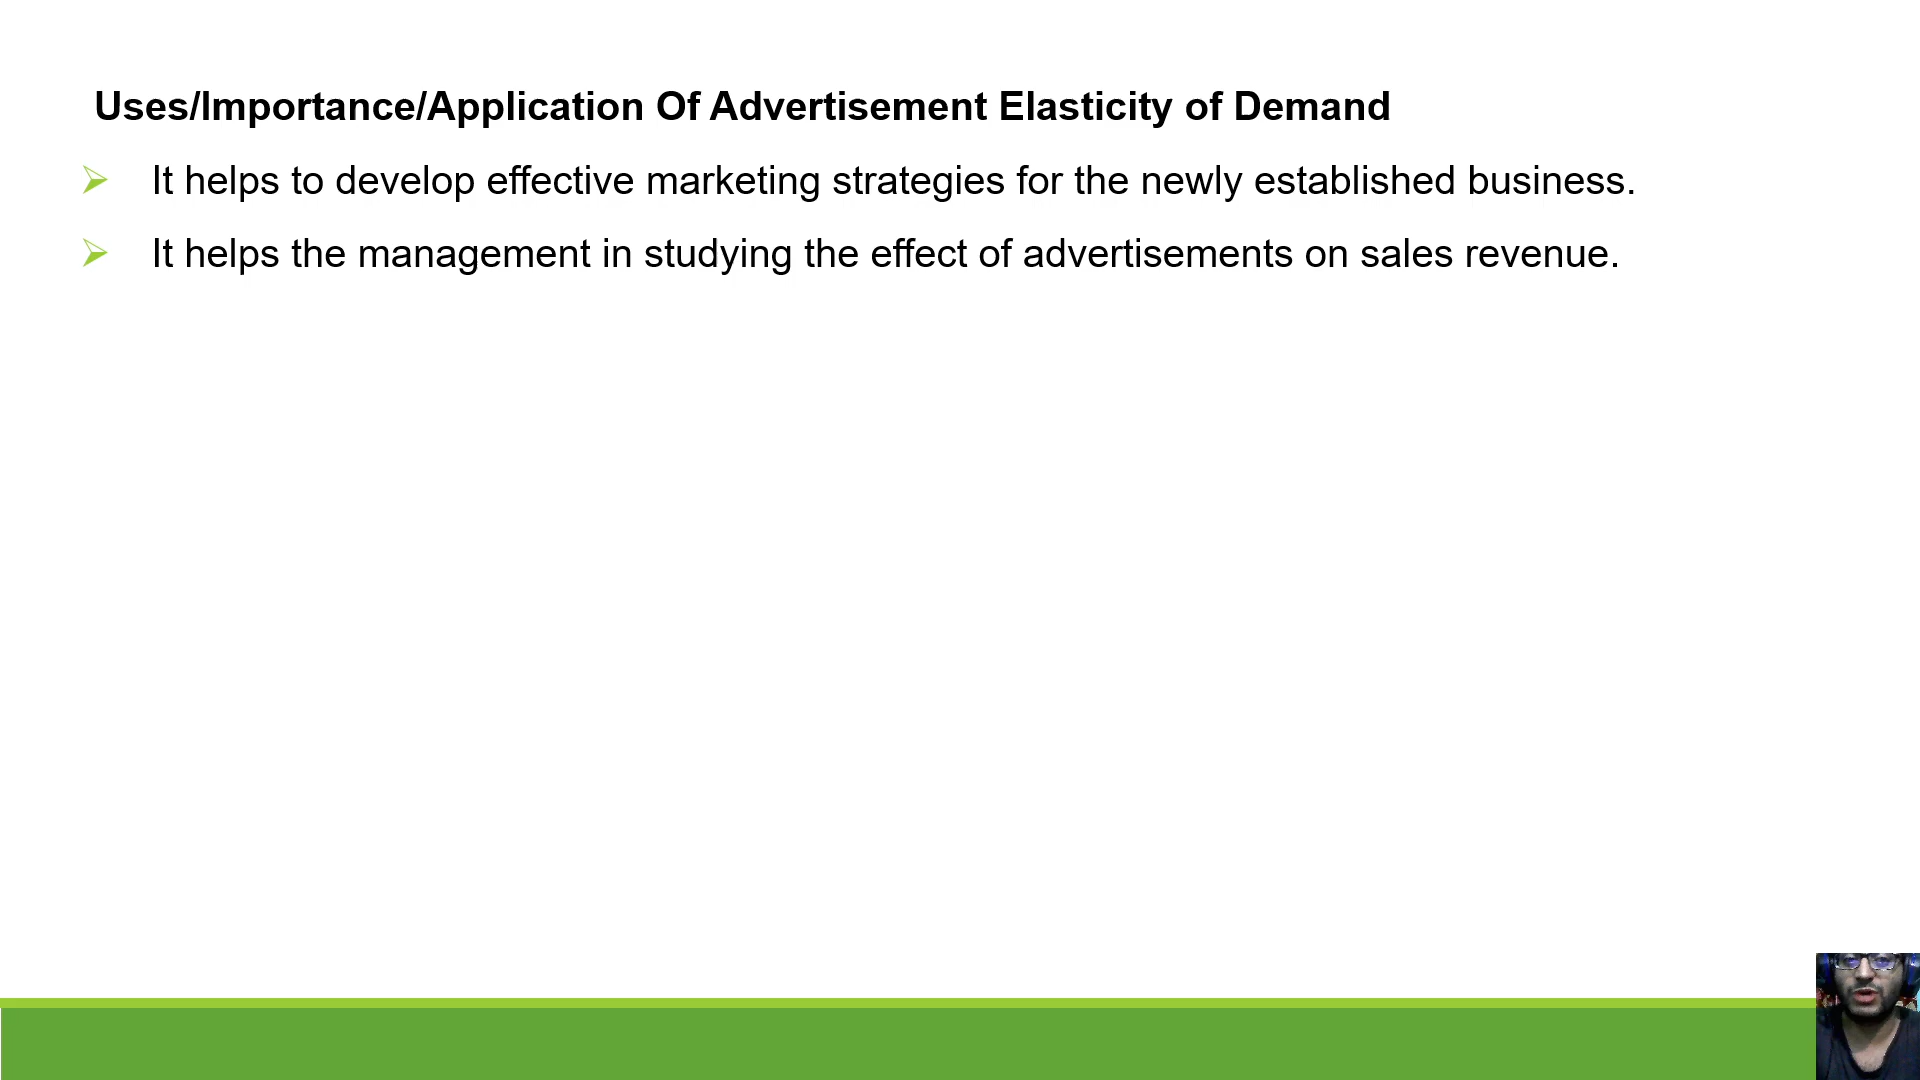 Uses/Importance/Application Of Advertisement Elasticity of Demand
It helps to develop effective marketing strategies for the newly established business.
It helps the management in studying the effect of advertisements on sales revenue.